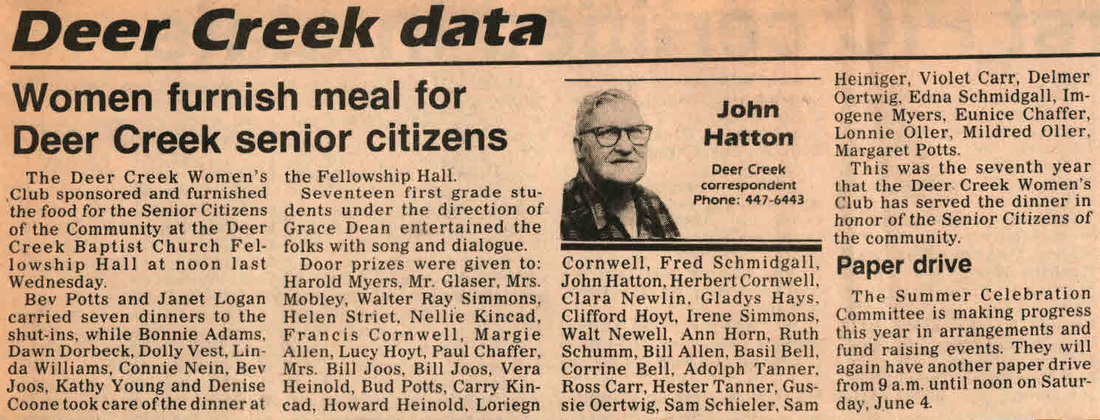 Deer Creek data
Women furnish meal for
Deer Creek senior citizens
The Deer Creek Women's
Club sponsored and furnished
the food for the Senior Citizens
of the Community at the Deer
Creek Baptist Church Fel-
lowship Hall at noon last
Wednesday.
Bev Potts and Janet Logan
carried seven dinners to the
shut-ins, while Bonnie Adams,
Dawn Dorbeck, Dolly Vest, Lin-
da Williams, Connie Nein, Bev
Joos, Kathy Young and Denise
Coone took care of the dinner at
the Fellowship Hall.
Seventeen first grade stu-
dents under the direction of
Grace Dean entertained the
folks with song and dialogue.
Door prizes were given to:
Harold Myers, Mr. Glaser, Mrs.
Mobley, Walter Ray Simmons,
Helen Striet, Nellie Kincad,
Francis Cornwell, Margie
Allen, Lucy Hoyt, Paul Chaffer,
Mrs. Bill Joos, Bill Joos, Vera
Heinold, Bud Potts, Carry Kin-
cad, Howard Heinold, Loriegn
John
Hatton
Deer Creek
correspondent
Phone: 447-6443
Cornwell, Fred Schmidgall,
John Hatton, Herbert Cornwell,
Clara Newlin, Gladys Hays,
Clifford Hoyt, Irene Simmons,
Walt Newell, Ann Horn, Ruth
Schumm, Bill Allen, Basil Bell,
Corrine Bell, Adolph Tanner,
Ross Carr, Hester Tanner, Gus-
sie Oertwig, Sam Schieler, Sam
Heiniger, Violet Carr, Delmer
Oertwig, Edna Schmidgall, Im-
ogene Myers, Eunice Chaffer,
Lonnie Oller, Mildred Oller,
Margaret Potts.
This was the seventh year
that the Deer Creek Women's
Club has served the dinner in
honor of the Senior Citizens of
the community.
Paper drive
The Summer Celebration
Committee is making progress
this year in arrangements and
fund raising events. They will
again have another paper drive
from 9 a.m. until noon on Satur-
day, June 4.